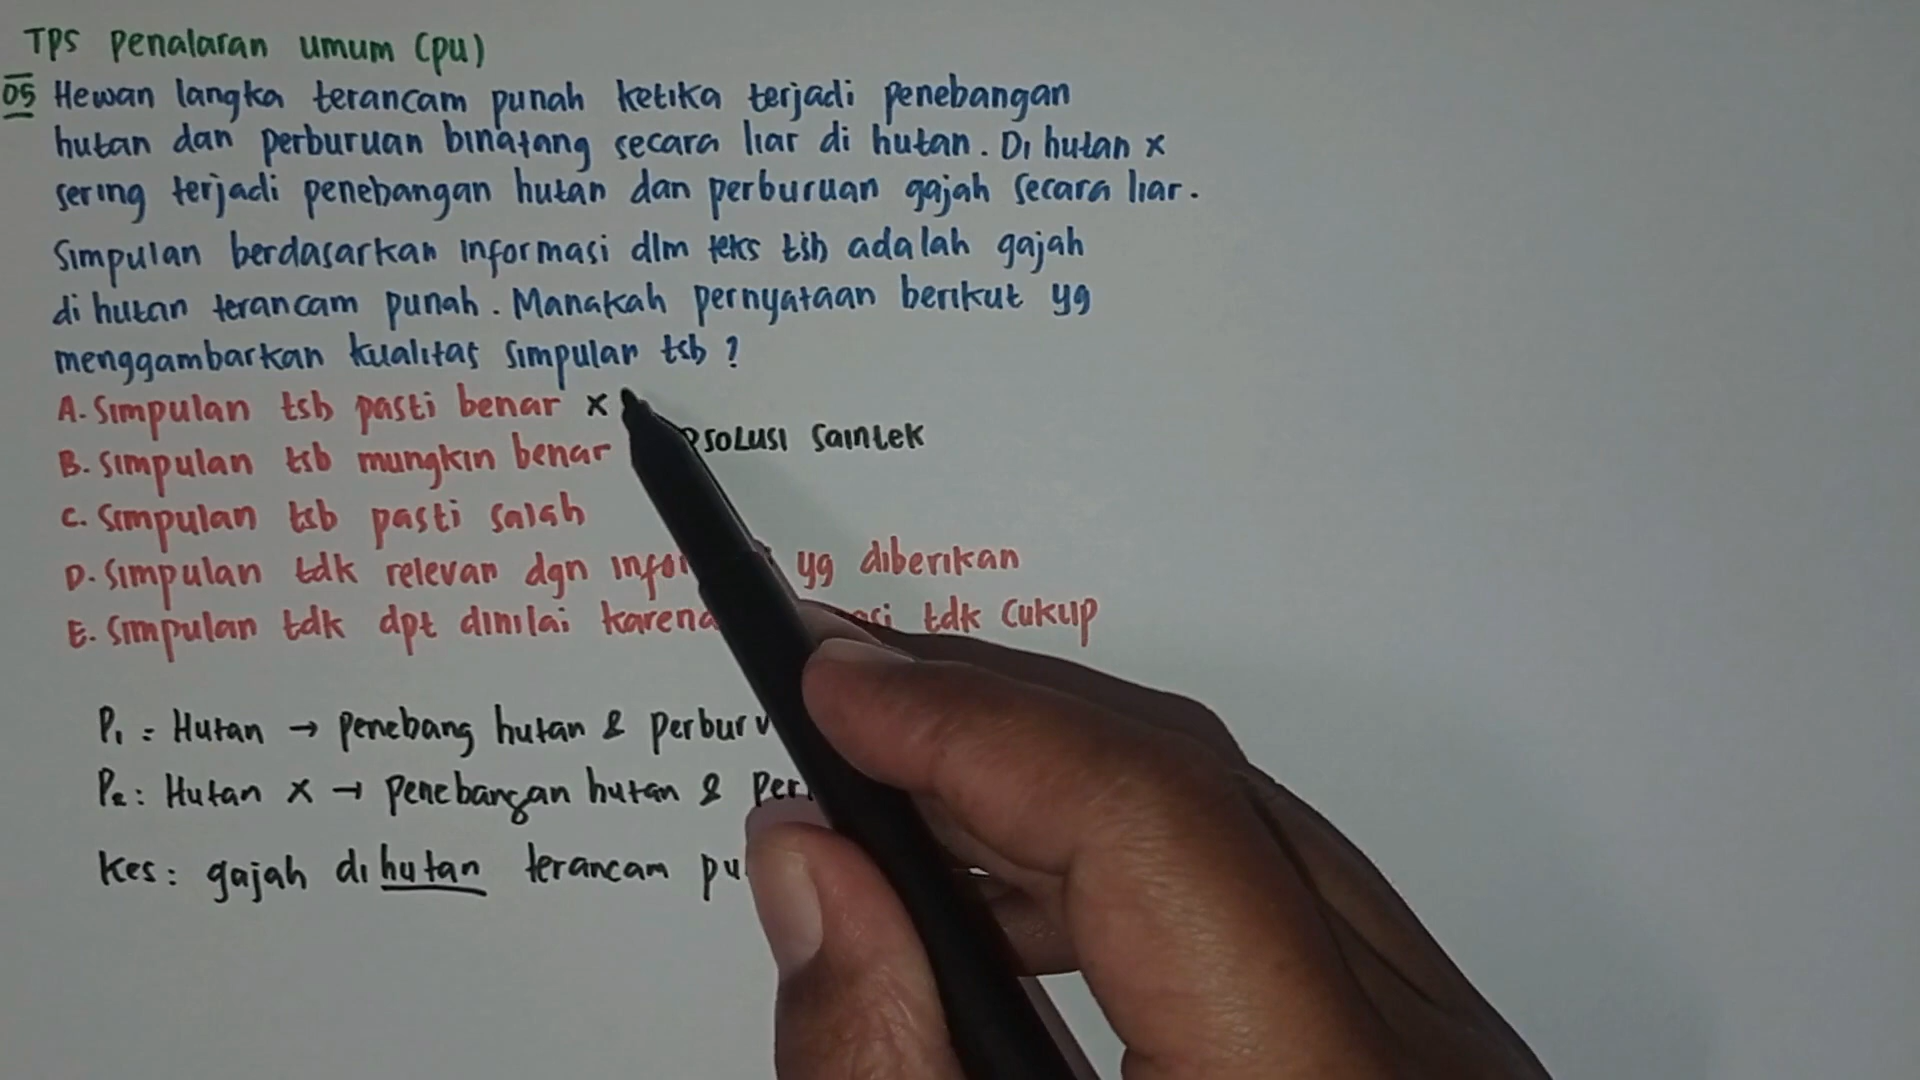 TPS Penalaran umum (pu)
05 Hewan langka terancam punah ketika terjadi penebangan
hutan dan perburuan binatang secara liar di hutan. Di hutan x
sering terjadi penebangan hutan dan perburuan gajah secara liar.
Simpulan berdasarkan informasi dlm teks tsb adalah gajah
di hutan terancam punah. Manakah pernyataan berikut yg
menggambarkan kualitas simpulan tsb ?
A. Simpulan tsb pasti benar x
SOLUSI Saintek
B. Simpulan tsb mungkin benar
C. Simpulan tsb pasti salah
D. Simpulan tdk relevan dgn yg diberikan
E. Simpulan tdk dpt dinilai tdk cukup
P1 = Hutan → penebang hutan &
P2 : Hutan x → penebangan hutan &
Kes : gajah di hutan terancam